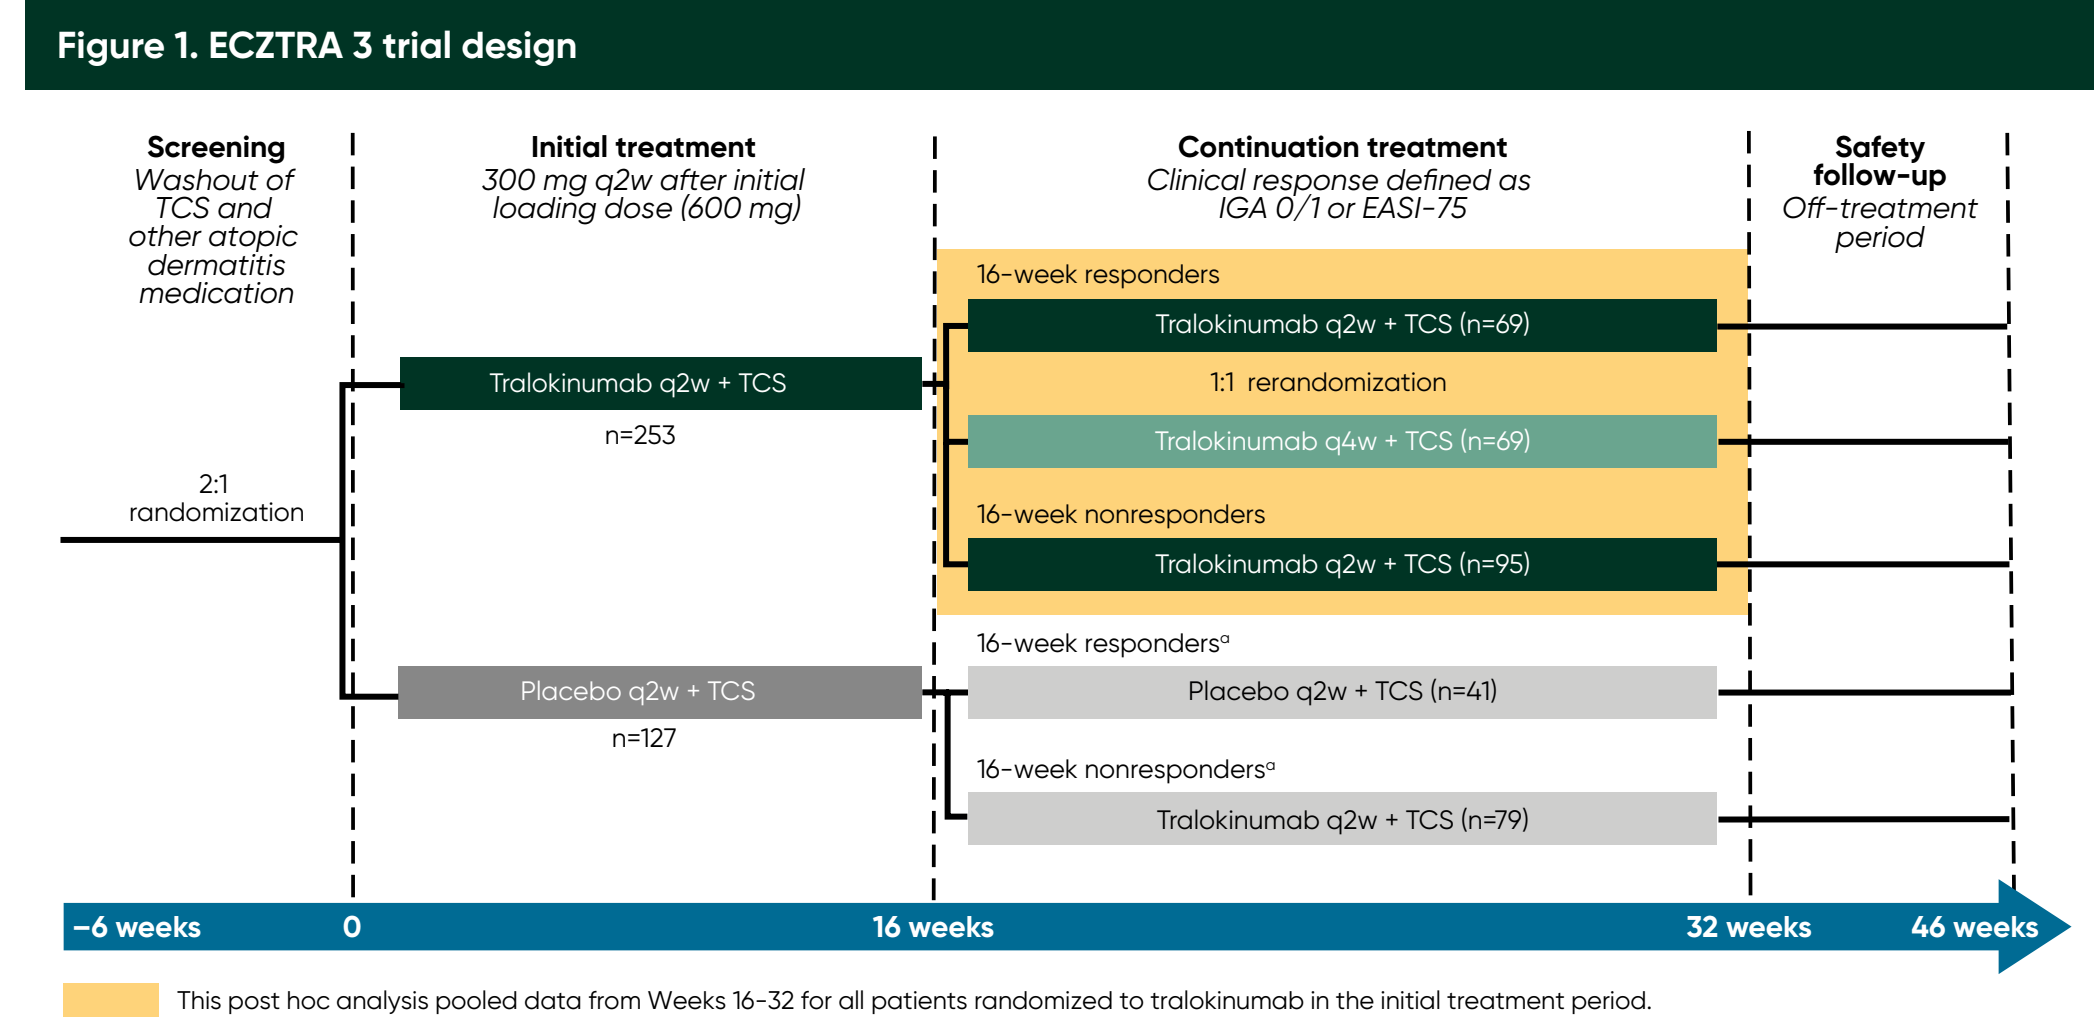 Figure 1. ECZTRA 3 trial design
Screening
Washout of
TCS and
other atopic
dermatitis
medication
Initial treatment
300 mg q2w after initial
loading dose (600 mg)
Continuation treatment
Clinical response defined as
IGA 0/1 or EASI-75
Safety
follow-up
Off-treatment
period
2:1
randomization
Tralokinumab q2w + TCS
n=253
Placebo q2w + TCS
n=127
16-week responders
Tralokinumab q2w + TCS (n=69)
1:1 rerandomization
Tralokinumab q4w + TCS (n=69)
16-week nonresponders
Tralokinumab q2w + TCS (n=95)
16-week respondersᵃ
Placebo q2w + TCS (n=41)
16-week nonrespondersᵃ
Tralokinumab q2w + TCS (n=79)
–6 weeks
0
16 weeks
32 weeks
46 weeks
This post hoc analysis pooled data from Weeks 16-32 for all patients randomized to tralokinumab in the initial treatment period.